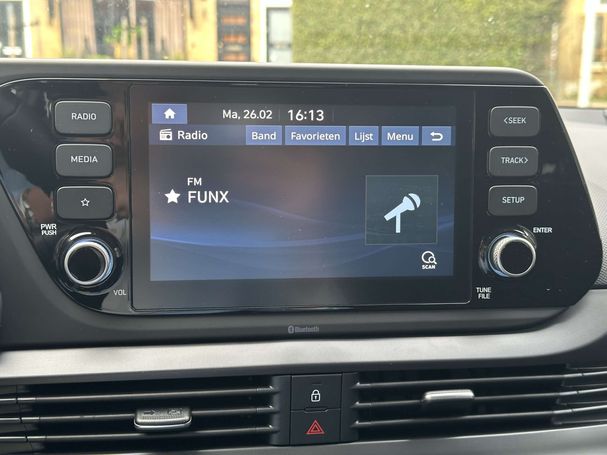 RADIO
MEDIA
PWR
PUSH
VOL
Ma, 26.02 16:13
Radio Band Favorieten Lijst Menu
FM
FUNX
SCAN
<SEEK
TRACK>
SETUP
ENTER
TUNE
FILE
Bluetooth